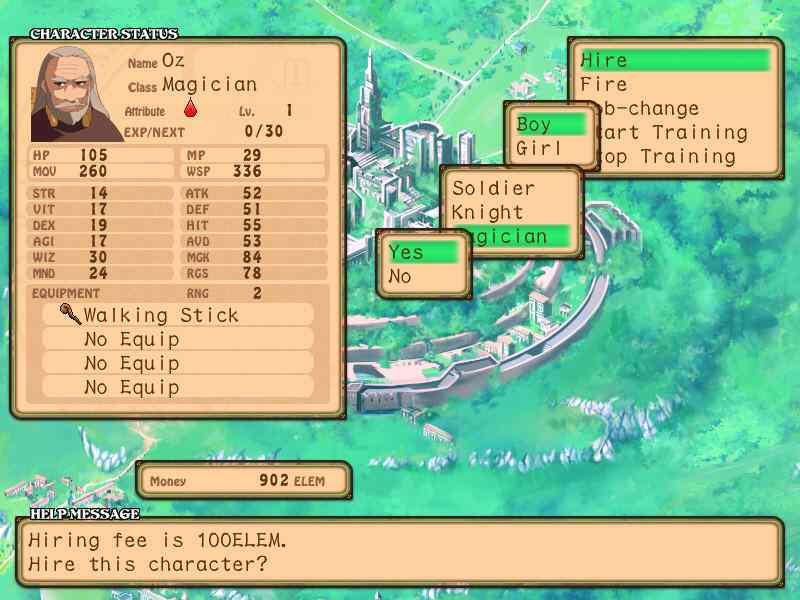 CHARACTER STATUS
Name Oz
Class Magician
Attribute Lv. 1
EXP/NEXT 0/30
HP 105 MP 29
MOV 260 WSP 336
STR 14 ATK 52
VIT 17 DEF 51
DEX 19 HIT 55
AGI 17 AVD 53
WIZ 30 MGK 84
MND 24 RGS 78
EQUIPMENT RNG 2
Walking Stick
No Equip
No Equip
No Equip
Hire
Fire
ob-change
tart Training
op Training
Boy
Girl
Soldier
Knight
agician
Yes
No
Money 902 ELEM
HELP MESSAGE
Hiring fee is 100ELEM.
Hire this character?